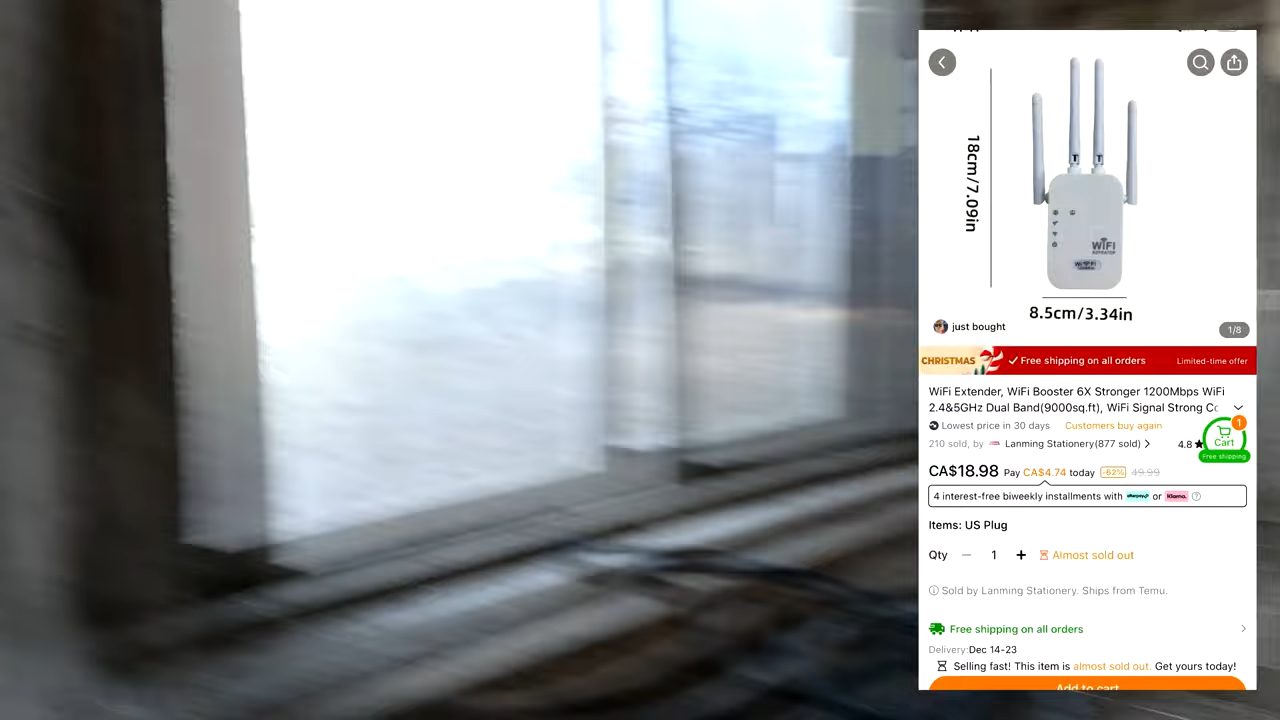 18cm/7.09in
T
T
WiFi
REPEATER
8.5cm/3.34in
just bought
1/8
CHRISTMAS
Free shipping on all orders
Limited-time offer
WiFi Extender, WiFi Booster 6X Stronger 1200Mbps WiFi
2.4&5GHz Dual Band(9000sq.ft), WiFi Signal Strong Co
Lowest price in 30 days Customers buy again
1
Cart
Free shipping
210 sold, by Lanming Stationery(877 sold) 4.8★
CA$18.98 Pay CA$4.74 today -62% 49.99
4 interest-free biweekly installments with afterpay or Klarna.
Items: US Plug
Qty − 1 + Almost sold out
Sold by Lanming Stationery. Ships from Temu.
Free shipping on all orders
Delivery:Dec 14-23
Selling fast! This item is almost sold out. Get yours today!
Add to cart